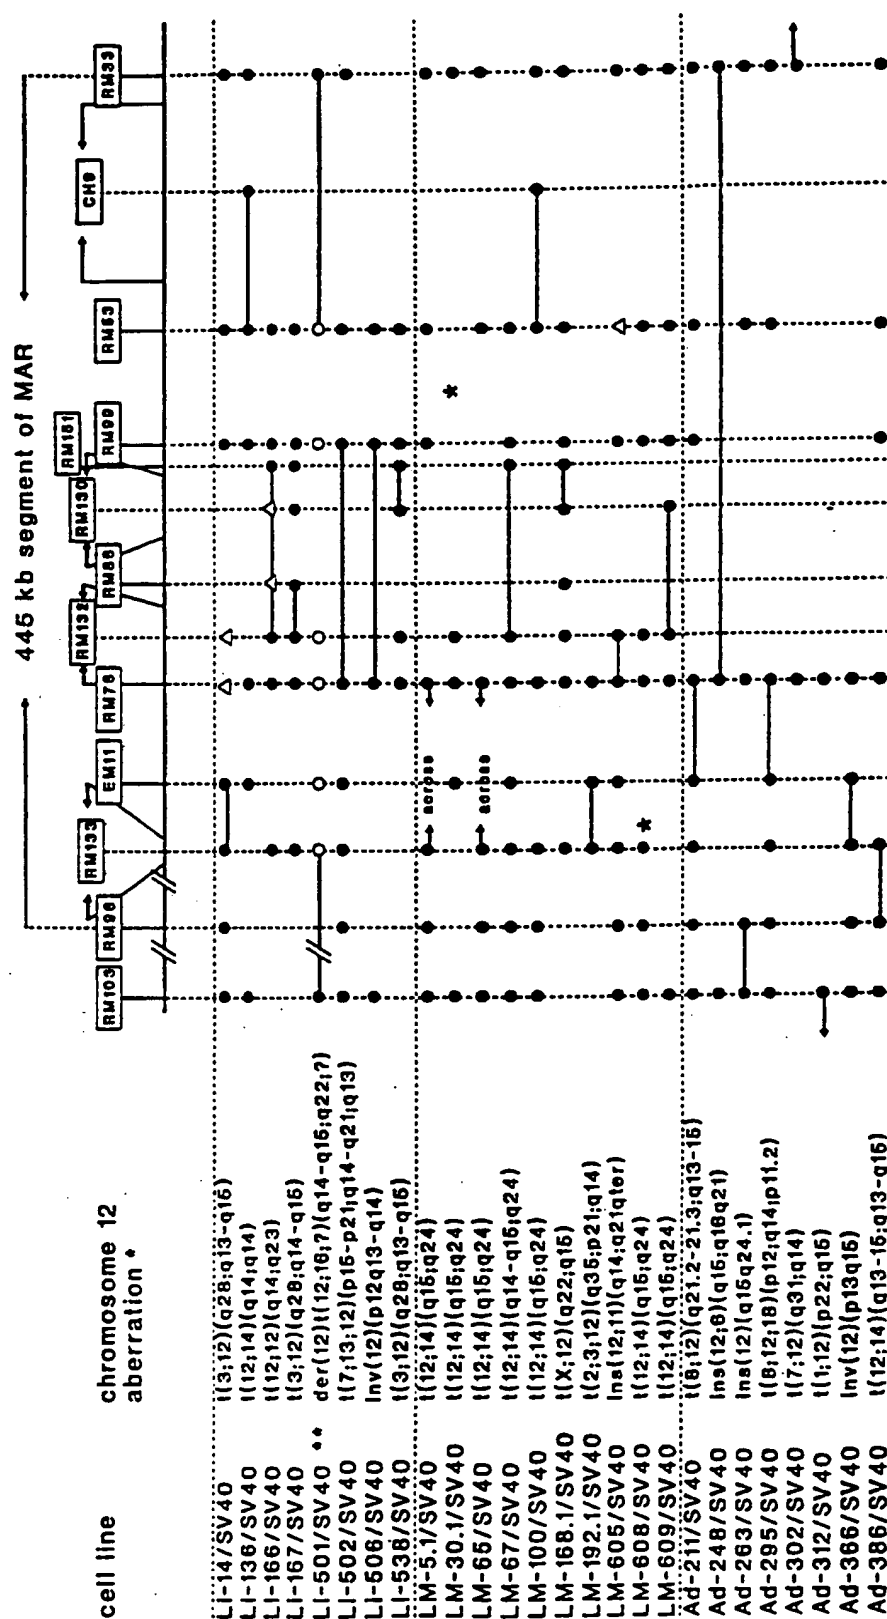 445 kb segment of MAR
RM103
RM98
RM133
EM11
RM76
RM132
RM86
RM130
RM151
RM99
RM53
CH9
RM33
cell line
chromosome 12
aberration *
LI-14/SV40 t(3;12)(q28;q13-q15)
LI-136/SV40 t(12;14)(q14;q14)
LI-166/SV40 t(12;12)(q14;q23)
LI-167/SV40 t(3;12)(q28;q14-q15)
LI-501/SV40 ** der(12)t(12;16;?)(q14-q15;q22;?)
LI-502/SV40 t(7;13;12)(p15-p21;q14-q21;q13)
LI-506/SV40 Inv(12)(p12q13-q14)
LI-538/SV40 t(3;12)(q28;q13-q15)
LM-5.1/SV40 t(12;14)(q15;q24)
LM-30.1/SV40 t(12;14)(q15;q24)
LM-65/SV40 t(12;14)(q15;q24)
LM-67/SV40 t(12;14)(q14-q15;q24)
LM-100/SV40 t(12;14)(q15;q24)
LM-168.1/SV40 t(X;12)(q22;q15)
LM-192.1/SV40 t(2;3;12)(q35;p21;q14)
LM-605/SV40 Ins(12;11)(q14;q21qter)
LM-608/SV40 t(12;14)(q15;q24)
LM-609/SV40 t(12;14)(q15;q24)
Ad-211/SV40 t(8;12)(q21.2-21.3;q13-15)
Ad-248/SV40 Ins(12;6)(q15;q16q21)
Ad-263/SV40 Ins(12)(q15q24.1)
Ad-295/SV40 t(8;12;18)(p12;q14;p11.2)
Ad-302/SV40 t(7;12)(q31;q14)
Ad-312/SV40 t(1;12)(p22;q15)
Ad-366/SV40 Inv(12)(p13q15)
Ad-386/SV40 t(12;14)(q13-15;q13-q15)
across
across
*
*